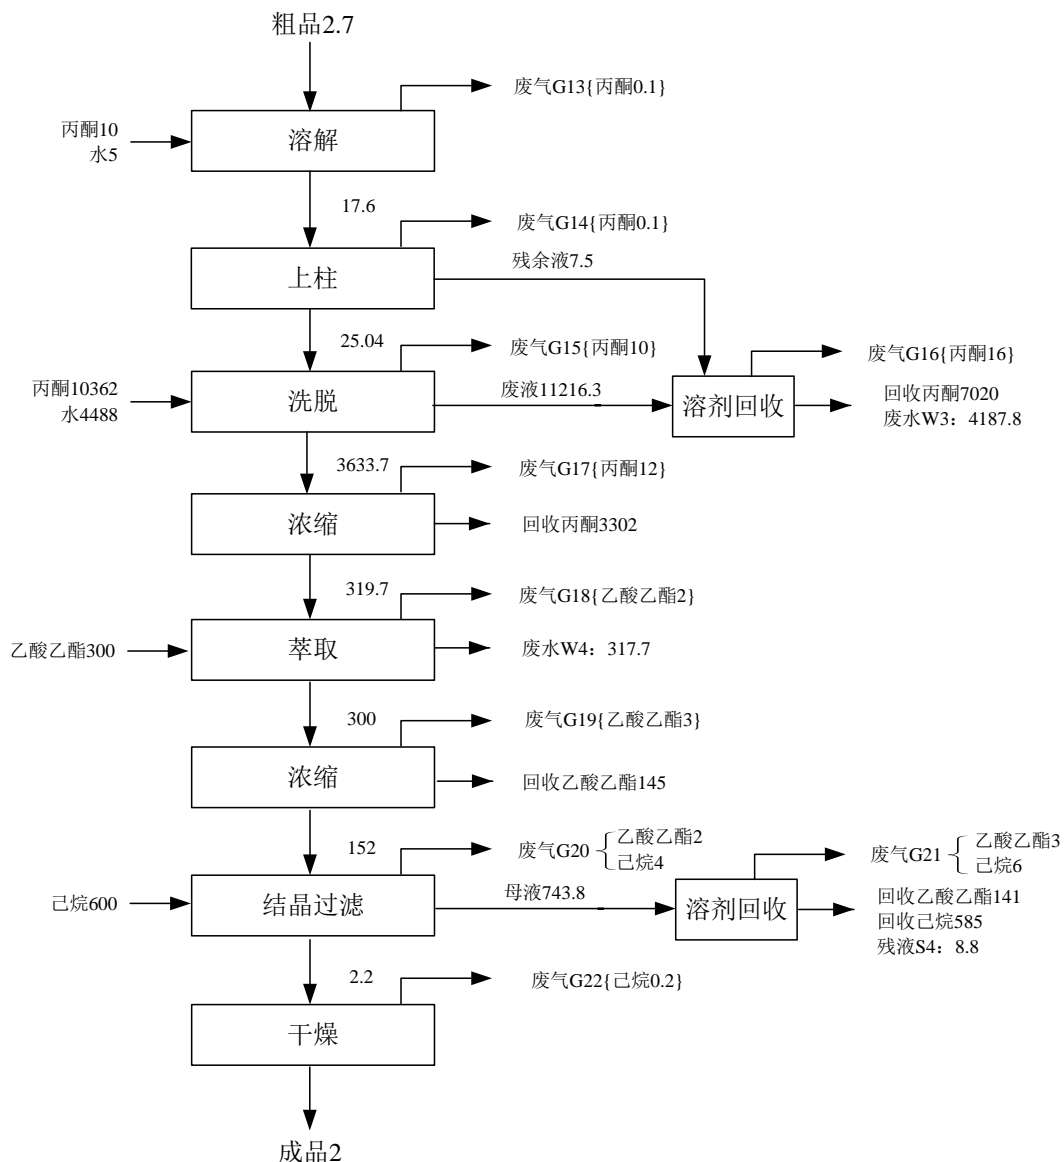 粗品2.7
废气G13{丙酮0.1}
丙酮10
水5
溶解
17.6
废气G14{丙酮0.1}
上柱
残余液7.5
25.04
废气G15{丙酮10}
废气G16{丙酮16}
丙酮10362
水4488
洗脱
废液11216.3
溶剂回收
回收丙酮7020
废水W3：4187.8
3633.7
废气G17{丙酮12}
浓缩
回收丙酮3302
319.7
废气G18{乙酸乙酯2}
乙酸乙酯300
萃取
废水W4：317.7
300
废气G19{乙酸乙酯3}
浓缩
回收乙酸乙酯145
152
废气G20
乙酸乙酯2
己烷4
废气G21
乙酸乙酯3
己烷6
己烷600
结晶过滤
母液743.8
溶剂回收
回收乙酸乙酯141
回收己烷585
残液S4：8.8
2.2
废气G22{己烷0.2}
干燥
成品2